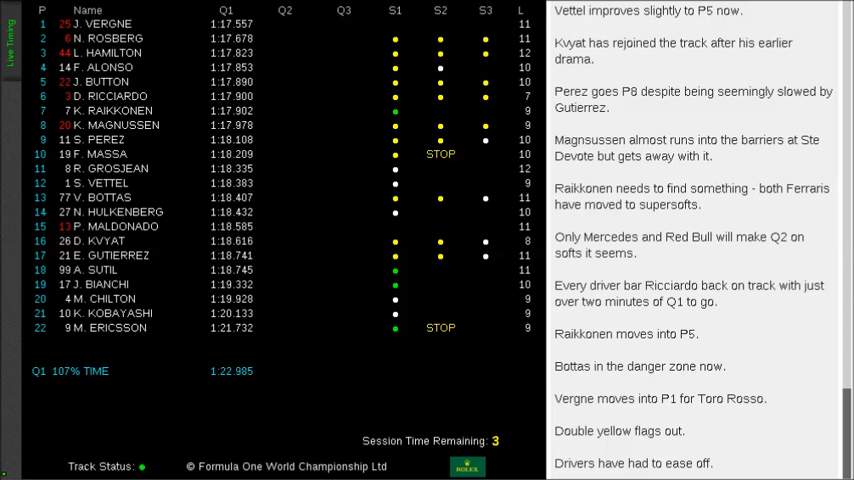 Live Timing
P Name Q1 Q2 Q3 S1 S2 S3 L
1 25 J. VERGNE 1:17.557 11
2 6 N. ROSBERG 1:17.678 11
3 44 L. HAMILTON 1:17.823 12
4 14 F. ALONSO 1:17.853 10
5 22 J. BUTTON 1:17.890 10
6 3 D. RICCIARDO 1:17.900 7
7 7 K. RAIKKONEN 1:17.902 9
8 20 K. MAGNUSSEN 1:17.978 9
9 11 S. PEREZ 1:18.108 10
10 19 F. MASSA 1:18.209 STOP 10
11 8 R. GROSJEAN 1:18.335 12
12 1 S. VETTEL 1:18.383 9
13 77 V. BOTTAS 1:18.407 11
14 27 N. HULKENBERG 1:18.432 10
15 13 P. MALDONADO 1:18.585 11
16 26 D. KVYAT 1:18.616 8
17 21 E. GUTIERREZ 1:18.741 11
18 99 A. SUTIL 1:18.745 11
19 17 J. BIANCHI 1:19.332 10
20 4 M. CHILTON 1:19.928 9
21 10 K. KOBAYASHI 1:20.133 9
22 9 M. ERICSSON 1:21.732 STOP 9
Q1 107% TIME 1:22.985
Session Time Remaining: 3
Track Status: © Formula One World Championship Ltd ROLEX
Vettel improves slightly to P5 now.
Kvyat has rejoined the track after his earlier
drama.
Perez goes P8 despite being seemingly slowed by
Gutierrez.
Magnsussen almost runs into the barriers at Ste
Devote but gets away with it.
Raikkonen needs to find something - both Ferraris
have moved to supersofts.
Only Mercedes and Red Bull will make Q2 on
softs it seems.
Every driver bar Ricciardo back on track with just
over two minutes of Q1 to go.
Raikkonen moves into P5.
Bottas in the danger zone now.
Vergne moves into P1 for Toro Rosso.
Double yellow flags out.
Drivers have had to ease off.